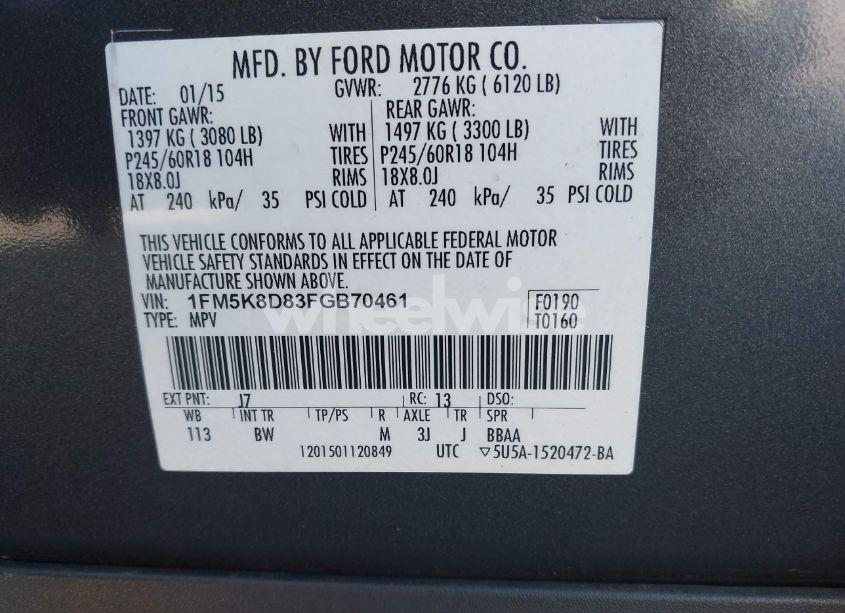 MFD. BY FORD MOTOR CO.
DATE: 01/15 GVWR: 2776 KG ( 6120 LB)
FRONT GAWR: REAR GAWR:
1397 KG ( 3080 LB) WITH 1497 KG ( 3300 LB) WITH
P245/60R18 104H TIRES P245/60R18 104H TIRES
18X8.0J RIMS 18X8.0J RIMS
AT 240 kPa/ 35 PSI COLD AT 240 kPa/ 35 PSI COLD
THIS VEHICLE CONFORMS TO ALL APPLICABLE FEDERAL MOTOR
VEHICLE SAFETY STANDARDS IN EFFECT ON THE DATE OF
MANUFACTURE SHOWN ABOVE.
VIN: 1FM5K8D83FGB70461 F0190
TYPE: MPV T0160
wheelwise
EXT PNT: J7 RC: 13 DSO:
WB INT TR TP/PS R AXLE TR SPR
113 BW M 3J J BBAA
1201501120849 UTC ▽5U5A-1520472-BA